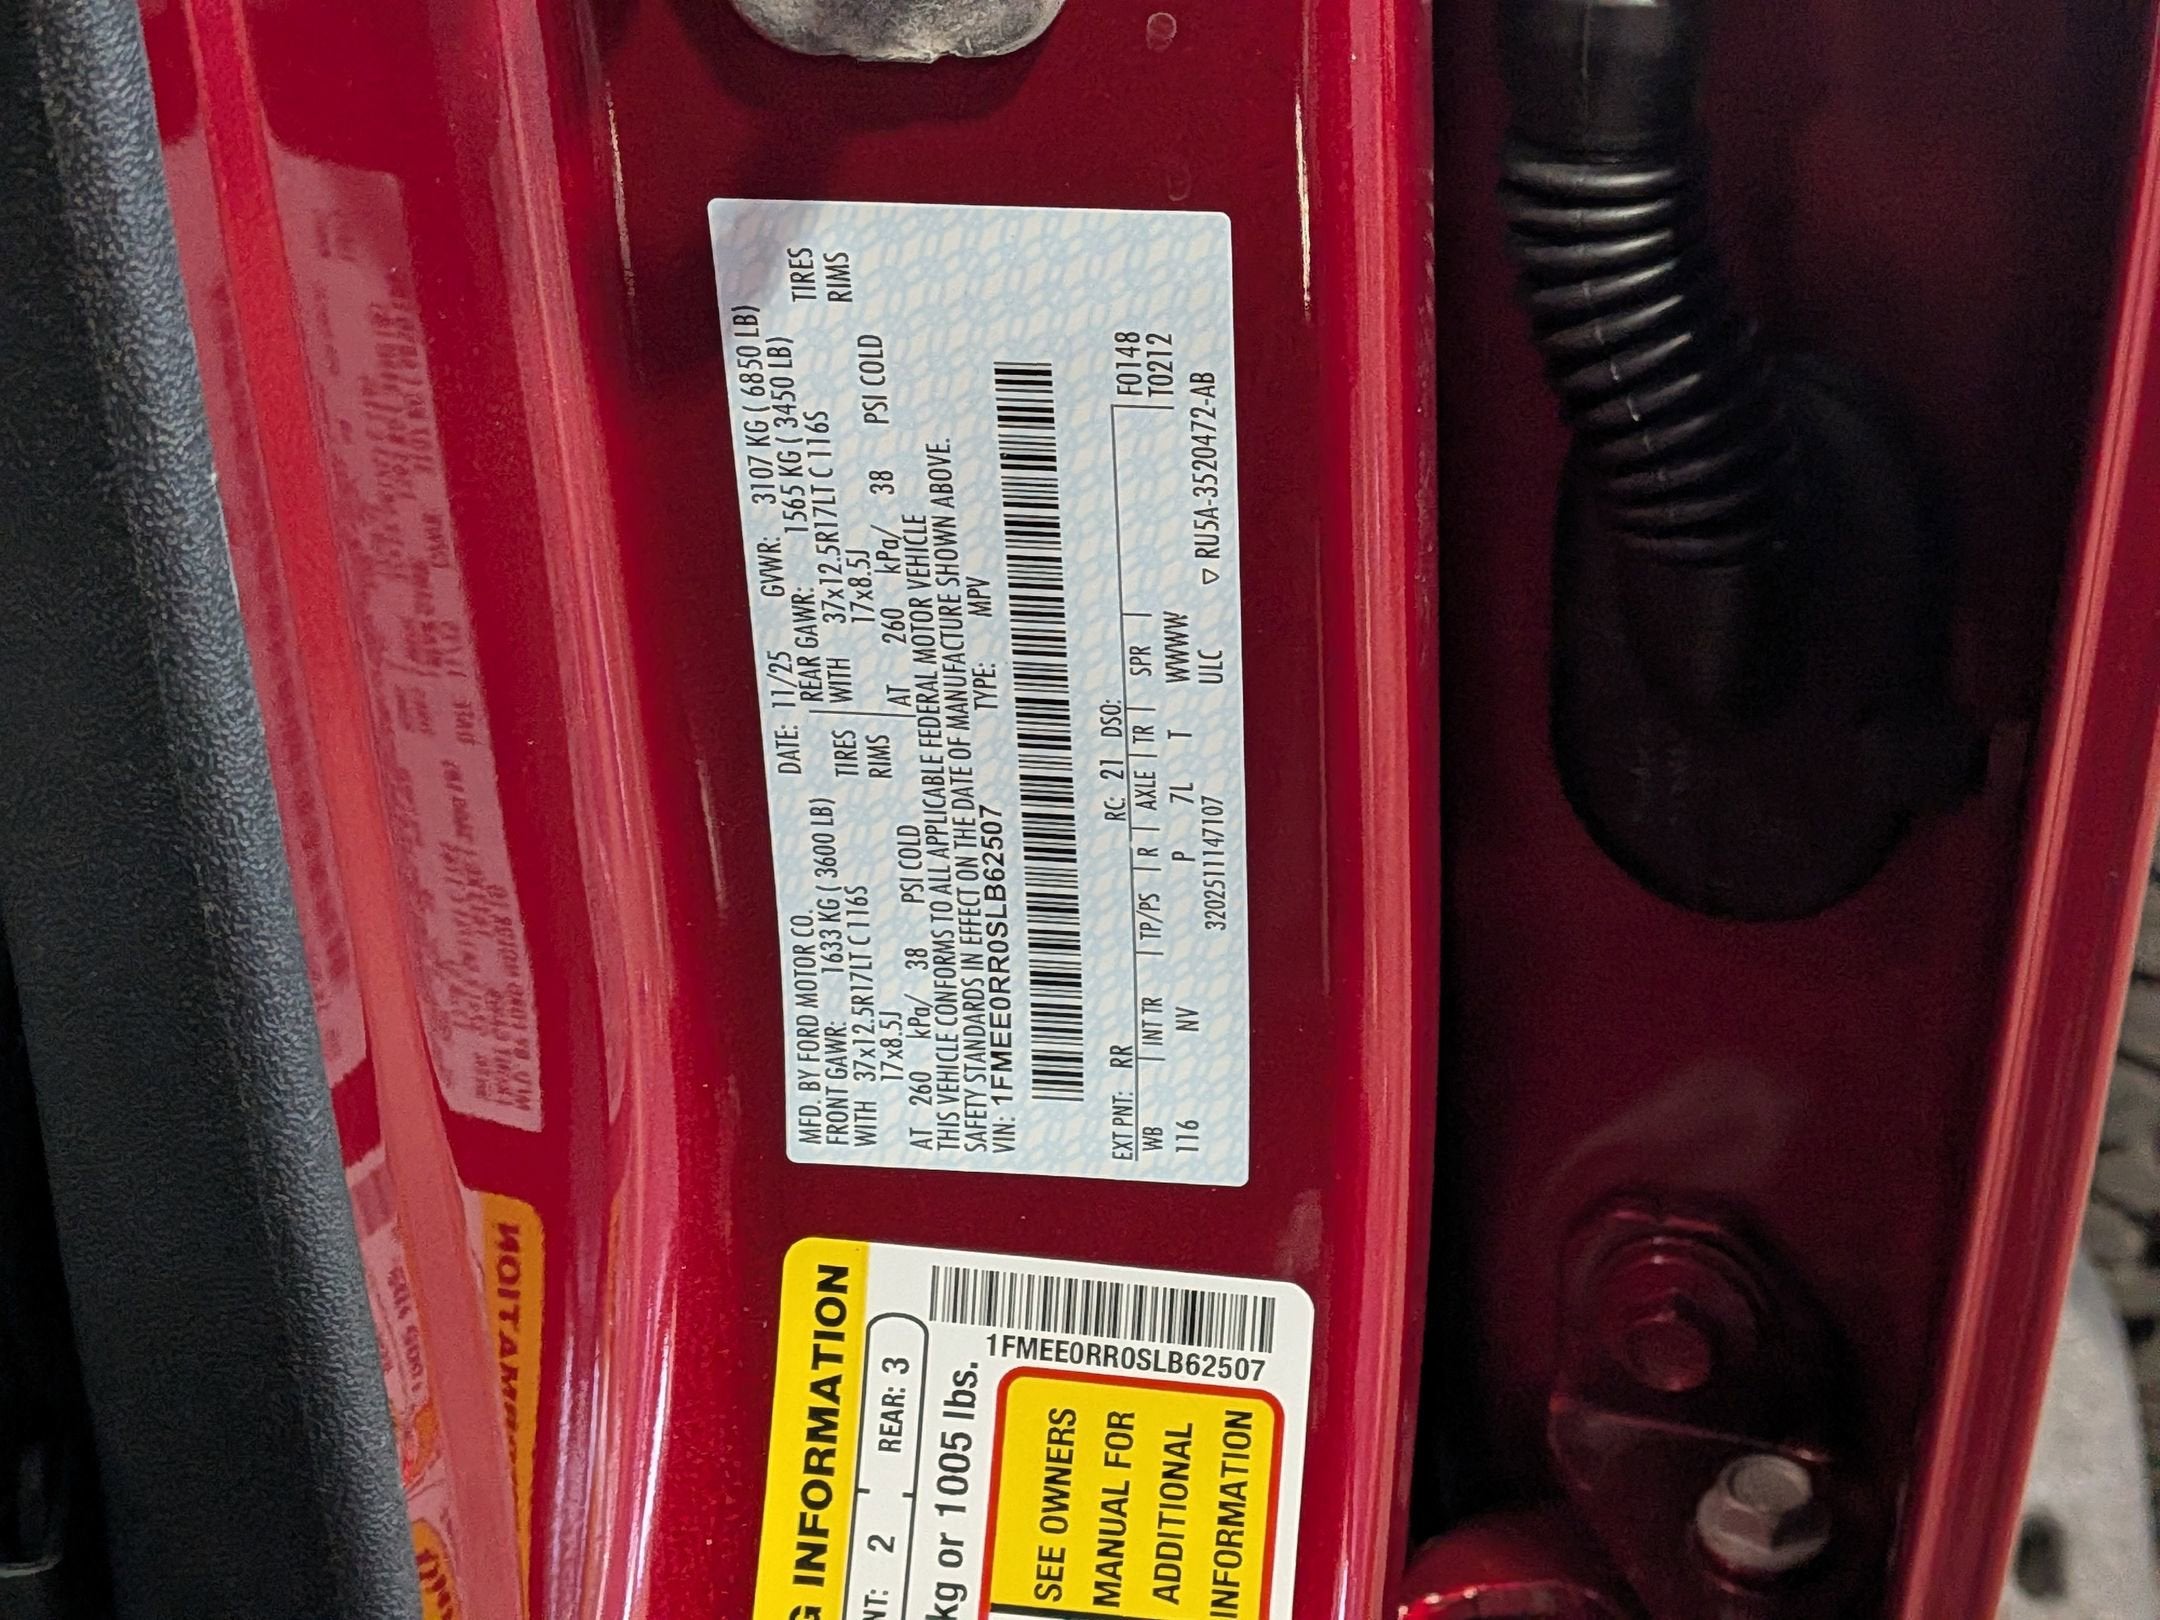 MFD. BY FORD MOTOR CO.
DATE: 11/25 GVWR: 3107 KG ( 6850 LB)
FRONT GAWR: 1633 KG ( 3600 LB) REAR GAWR: 1565 KG ( 3450 LB)
WITH 37x12.5R17LT C 116S TIRES WITH 37x12.5R17LT C 116S TIRES
17x8.5J RIMS 17x8.5J RIMS
AT 260 kPa/ 38 PSI COLD AT 260 kPa/ 38 PSI COLD
THIS VEHICLE CONFORMS TO ALL APPLICABLE FEDERAL MOTOR VEHICLE
SAFETY STANDARDS IN EFFECT ON THE DATE OF MANUFACTURE SHOWN ABOVE.
VIN: 1FMEE0RR0SLB62507 TYPE: MPV
EXT PNT: RR RC: 21 DSO: F0148
WB INT TR TP/PS R AXLE TR SPR T0212
116 NV P 7L T WWWW
3202511147107 ULC ▽ RU5A-3520472-AB
G INFORMATION
NT: 2 REAR: 3
kg or 1005 lbs.
1FMEE0RR0SLB62507
SEE OWNERS
MANUAL FOR
ADDITIONAL
INFORMATION